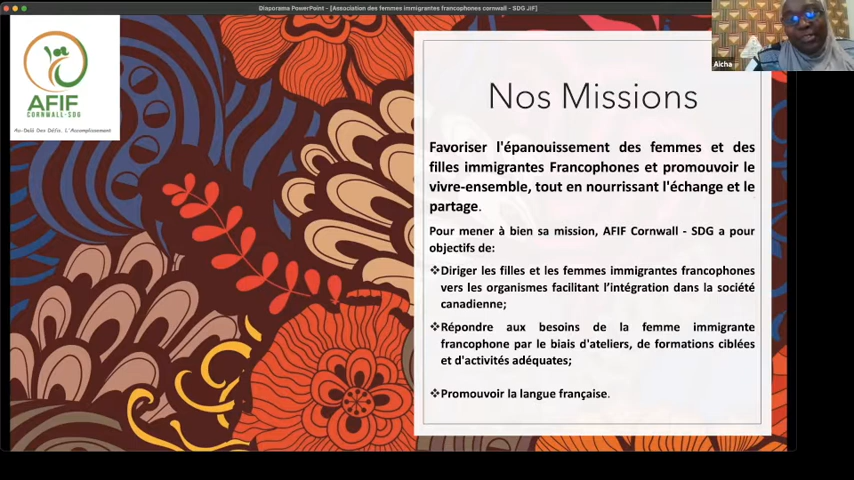 Diaporama PowerPoint - [Association des femmes immigrantes francophones cornwall - SDG JIF]
AFIF
CORNWALL-SDG
Au-Delà Des Défis, L'Accomplissement
Aicha
Nos Missions
Favoriser l'épanouissement des femmes et des
filles immigrantes Francophones et promouvoir le
vivre-ensemble, tout en nourrissant l'échange et le
partage.
Pour mener à bien sa mission, AFIF Cornwall - SDG a pour
objectifs de:
❖Diriger les filles et les femmes immigrantes francophones
vers les organismes facilitant l'intégration dans la société
canadienne;
❖Répondre aux besoins de la femme immigrante
francophone par le biais d'ateliers, de formations ciblées
et d'activités adéquates;
❖Promouvoir la langue française.